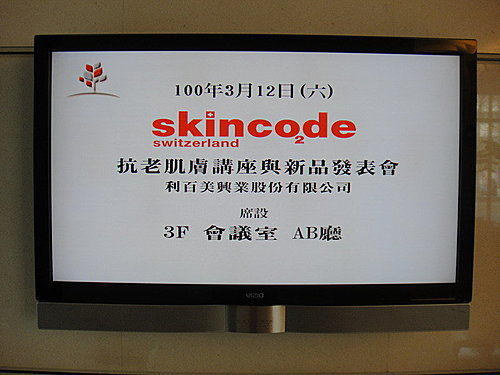 100年3月12日(六)
skinco2de
switzerland
抗老肌膚講座與新品發表會
利百美興業股份有限公司
席設
3F 會議室 AB廳
VIZIO